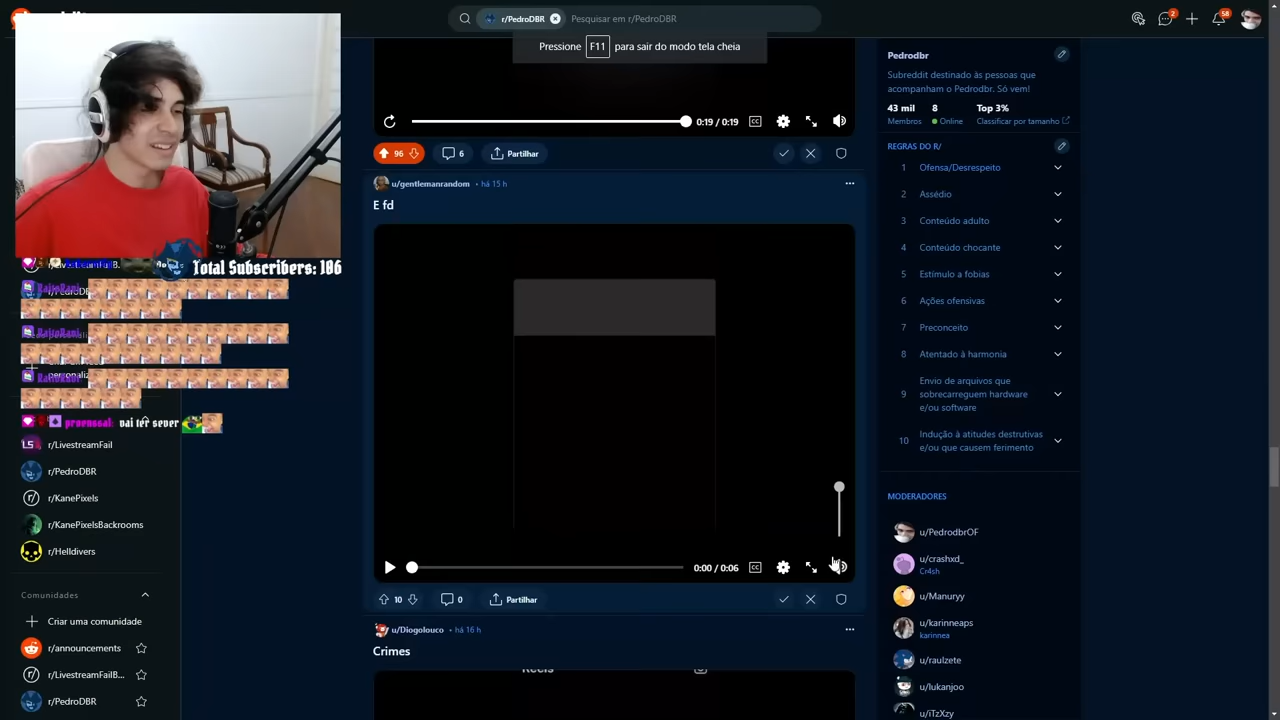 r/PedroDBR
Pesquisar em r/PedroDBR
2
58
Pressione F11 para sair do modo tela cheia
0:19 / 0:19
96
6
Partilhar
u/gentlemanrandom • há 15 h
E fd
0:00 / 0:06
10
0
Partilhar
u/Diogolouco • há 16 h
Crimes
Reels
Pedrodbr
Subreddit destinado às pessoas que
acompanham o Pedrodbr. Só vem!
43 mil
8
Top 3%
Membros
Online
Classificar por tamanho
REGRAS DO R/
1 Ofensa/Desrespeito
2 Assédio
3 Conteúdo adulto
4 Conteúdo chocante
5 Estímulo a fobias
6 Ações ofensivas
7 Preconceito
8 Atentado à harmonia
9 Envio de arquivos que
sobrecarreguem hardware
e/ou software
10 Indução à atitudes destrutivas
e/ou que causem ferimento
MODERADORES
u/PedrodbrOF
u/crashxd_
Cr4sh
u/Manuryy
u/karinneaps
karinnea
u/raulzete
u/lukanjoo
u/iTzXzy
Total Subscribers: 106
vai ter sever
LS
r/LivestreamFail
r/PedroDBR
r/KanePixels
r/KanePixelsBackrooms
r/Helldivers
Comunidades
Criar uma comunidade
r/announcements
r/LivestreamFailB...
r/PedroDBR